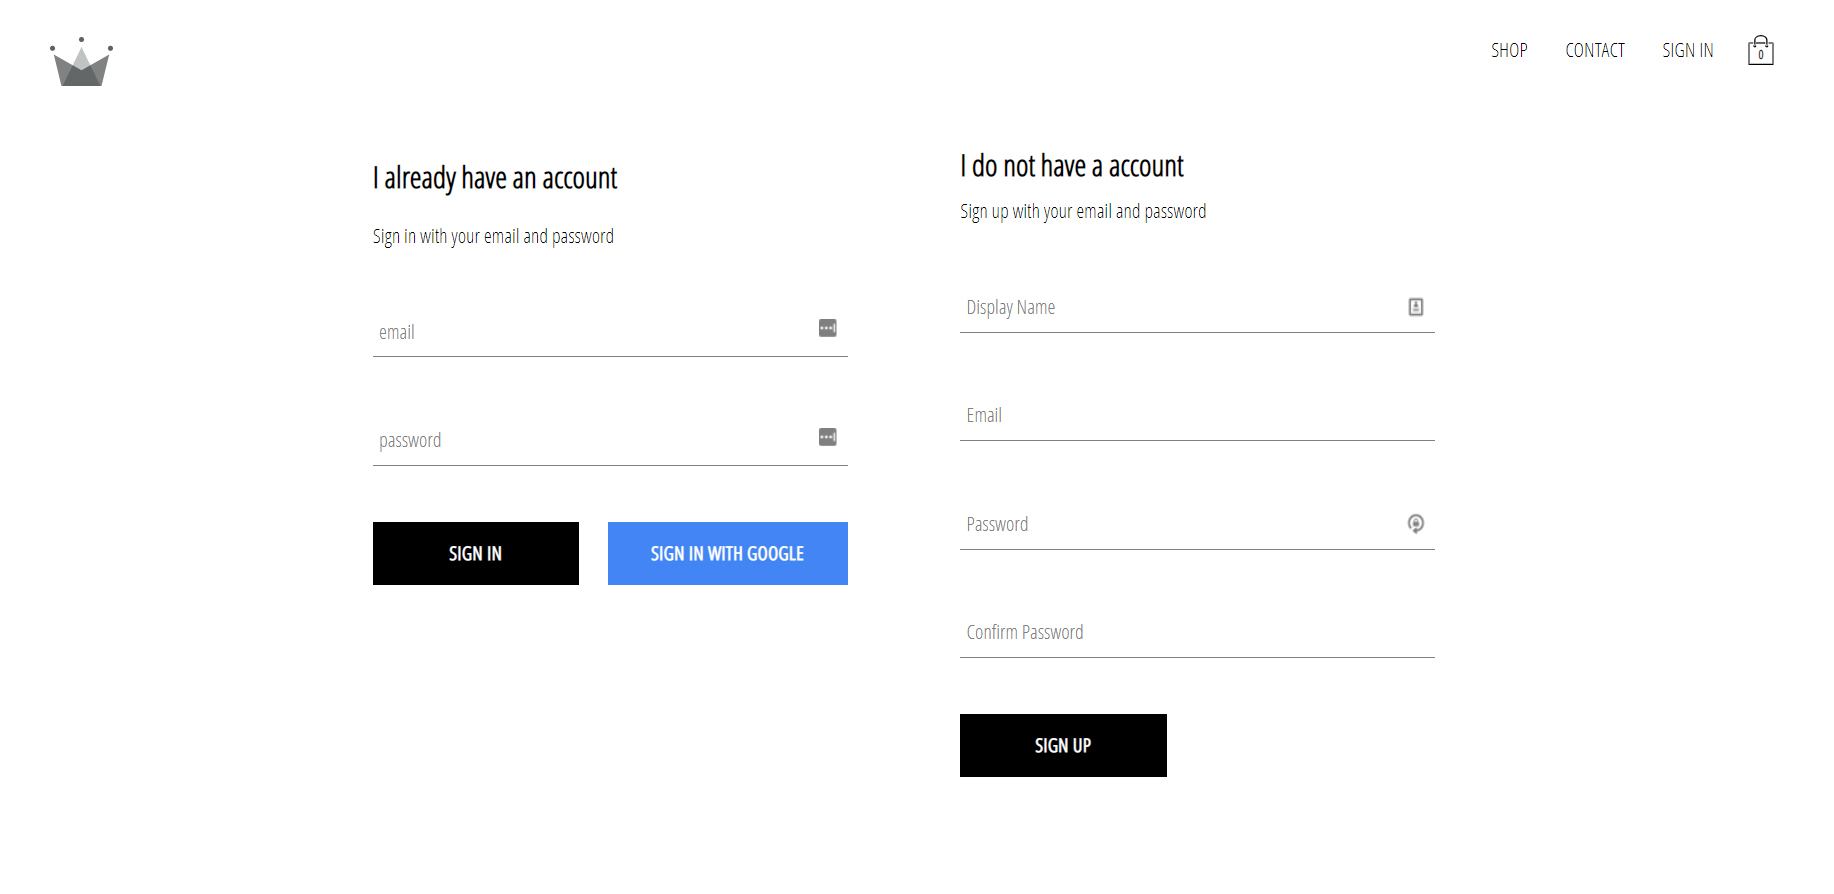 SHOP CONTACT SIGN IN 0
I already have an account
Sign in with your email and password
email
password
SIGN IN SIGN IN WITH GOOGLE
I do not have a account
Sign up with your email and password
Display Name
Email
Password
Confirm Password
SIGN UP